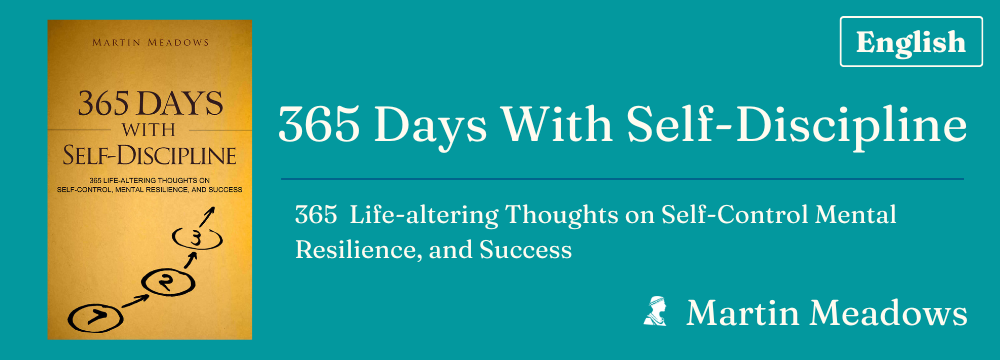 MARTIN MEADOWS
365 DAYS
WITH
SELF-DISCIPLINE
365 LIFE-ALTERING THOUGHTS ON
SELF-CONTROL, MENTAL RESILIENCE, AND SUCCESS
3
2
1
English
365 Days With Self-Discipline
365 Life-altering Thoughts on Self-Control Mental
Resilience, and Success
Martin Meadows